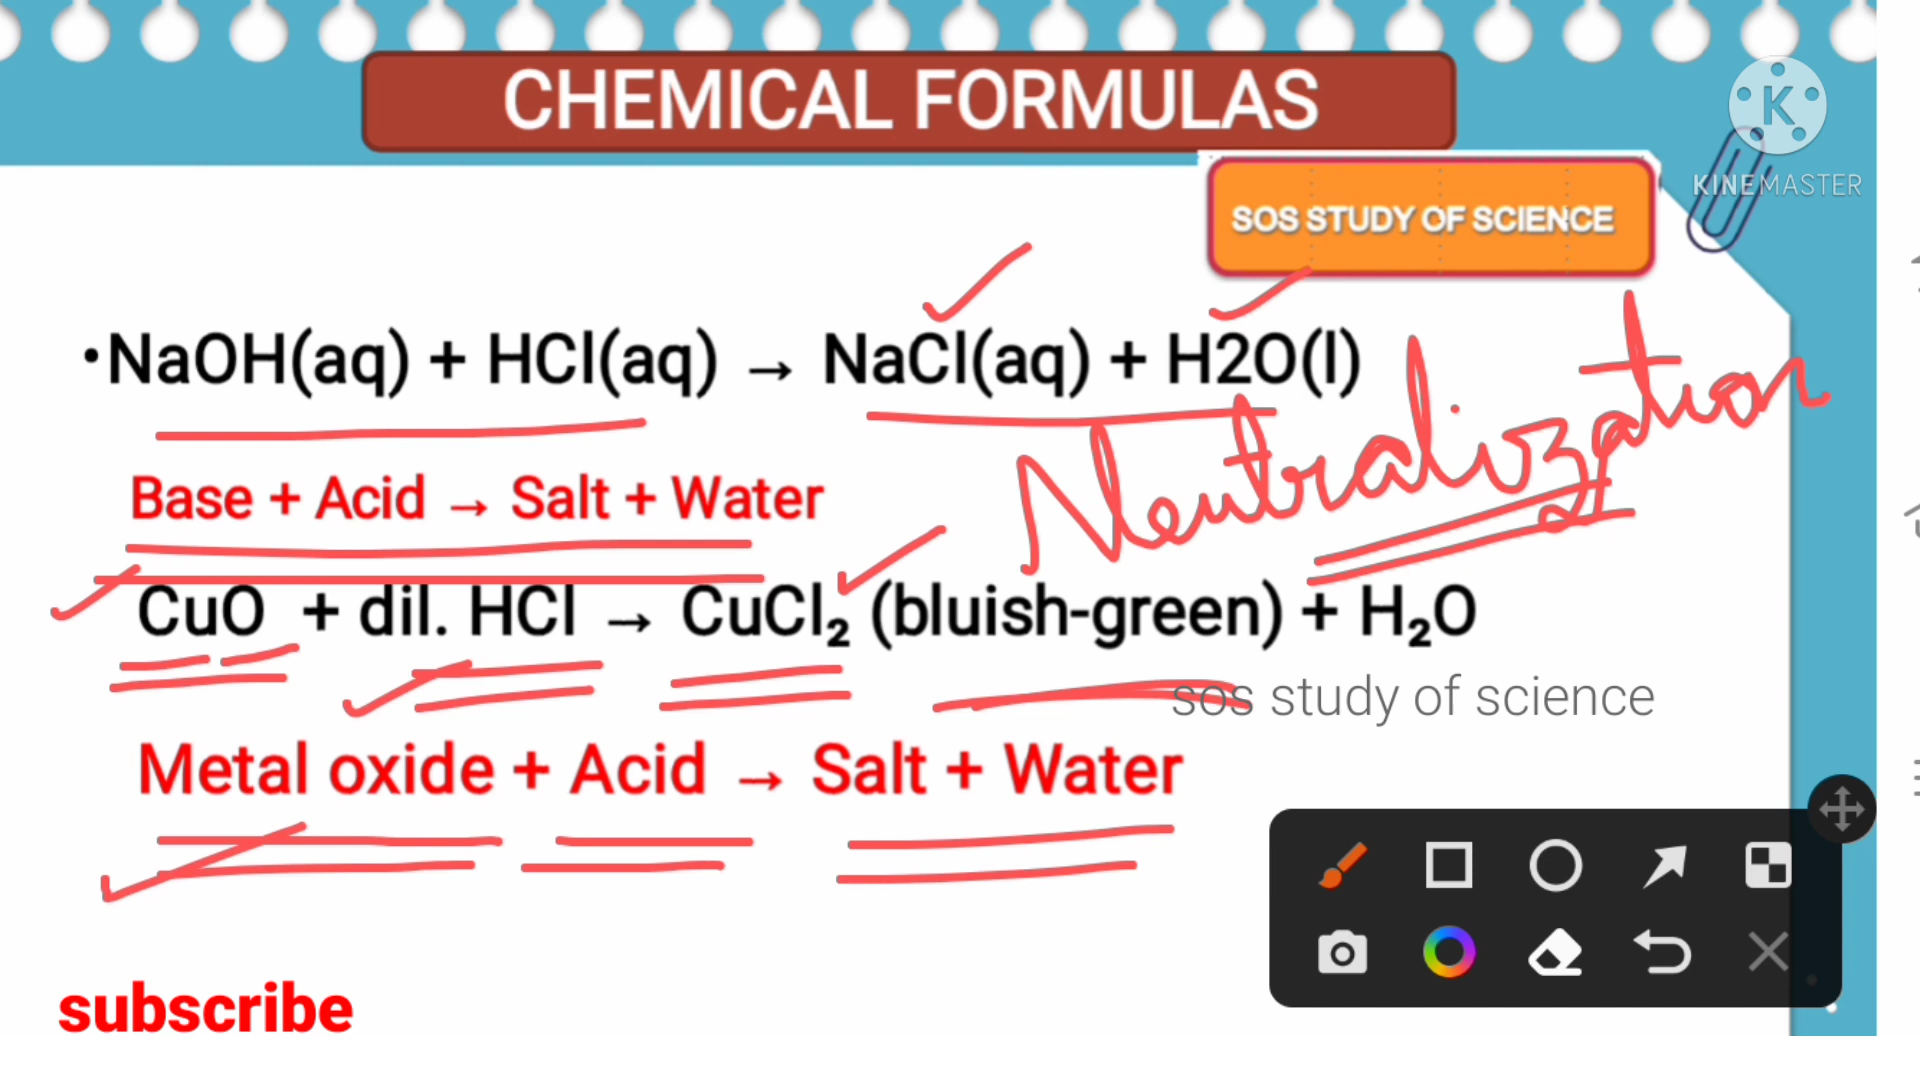 CHEMICAL FORMULAS
KINEMASTER
SOS STUDY OF SCIENCE
•NaOH(aq) + HCl(aq) → NaCl(aq) + H2O(l)
Neutralization
Base + Acid → Salt + Water
CuO + dil. HCl → CuCl₂ (bluish-green) + H₂O
sos study of science
Metal oxide + Acid → Salt + Water
subscribe